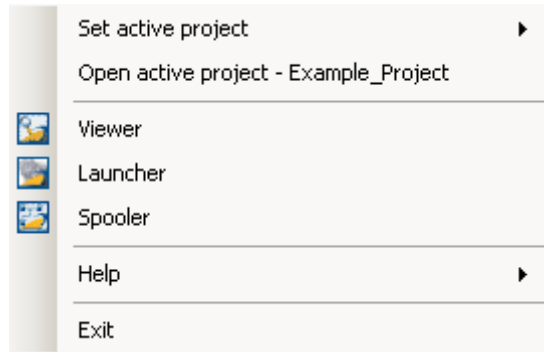 Set active project
Open active project - Example_Project
Viewer
Launcher
Spooler
Help
Exit